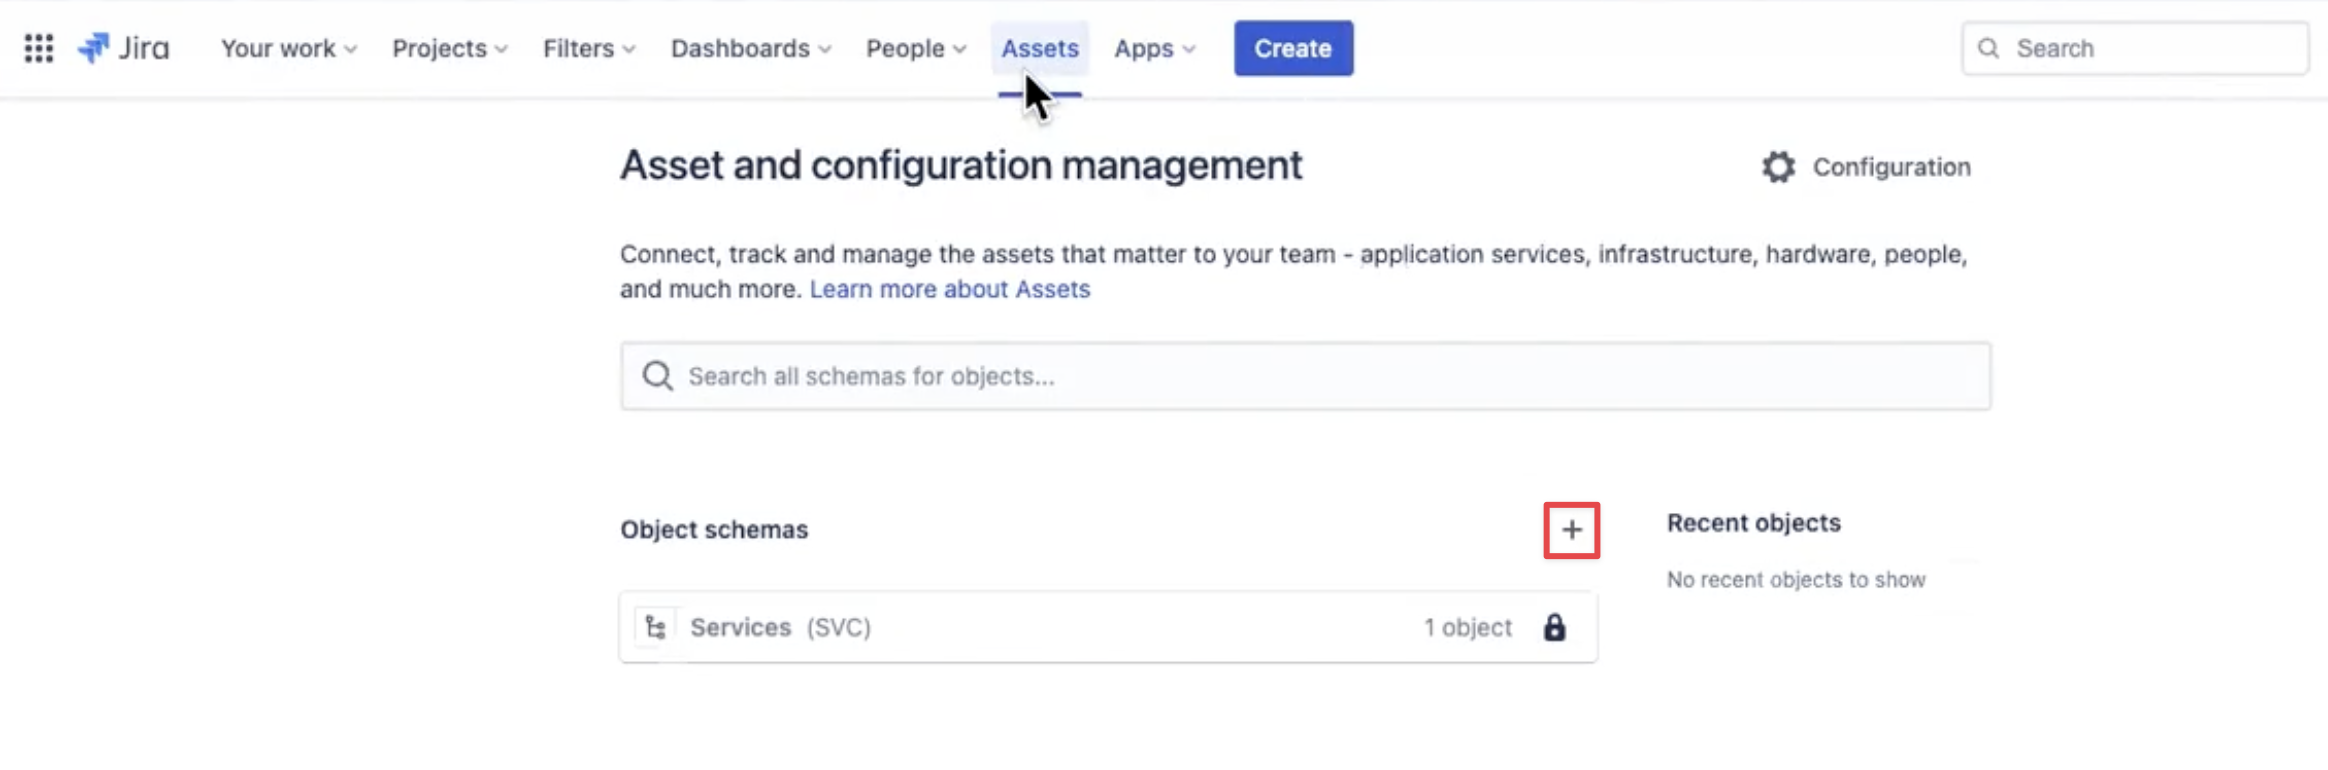 Jira Your work Projects Filters Dashboards People Assets Apps Create Search
Asset and configuration management Configuration
Connect, track and manage the assets that matter to your team - application services, infrastructure, hardware, people,
and much more. Learn more about Assets
Search all schemas for objects...
Object schemas +
Services (SVC) 1 object
Recent objects
No recent objects to show